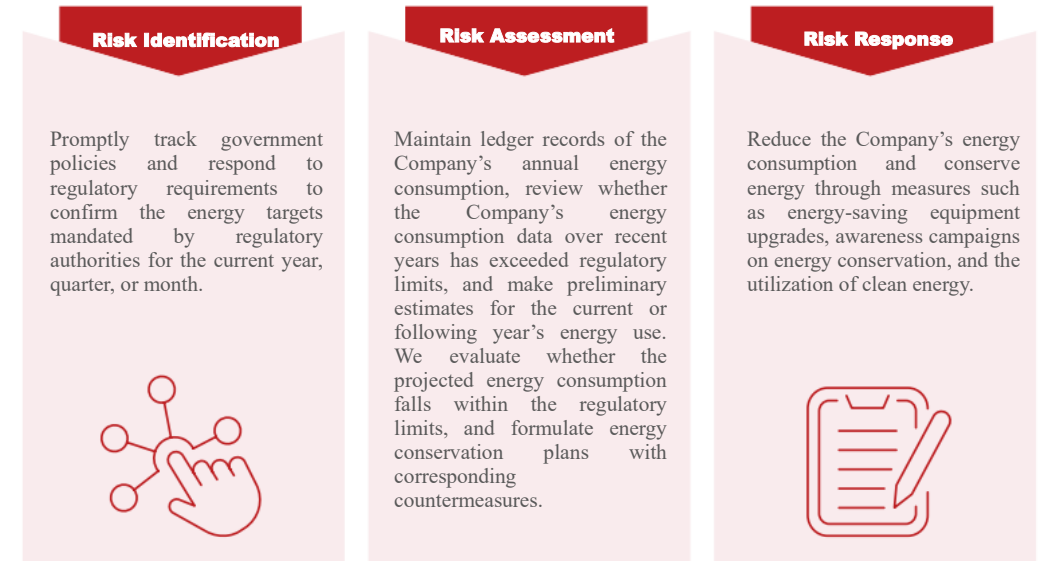 Risk Identification
Promptly track government
policies and respond to
regulatory requirements to
confirm the energy targets
mandated by regulatory
authorities for the current year,
quarter, or month.
Risk Assessment
Maintain ledger records of the
Company’s annual energy
consumption, review whether
the Company’s energy
consumption data over recent
years has exceeded regulatory
limits, and make preliminary
estimates for the current or
following year’s energy use.
We evaluate whether the
projected energy consumption
falls within the regulatory
limits, and formulate energy
conservation plans with
corresponding
countermeasures.
Risk Response
Reduce the Company’s energy
consumption and conserve
energy through measures such
as energy-saving equipment
upgrades, awareness campaigns
on energy conservation, and the
utilization of clean energy.